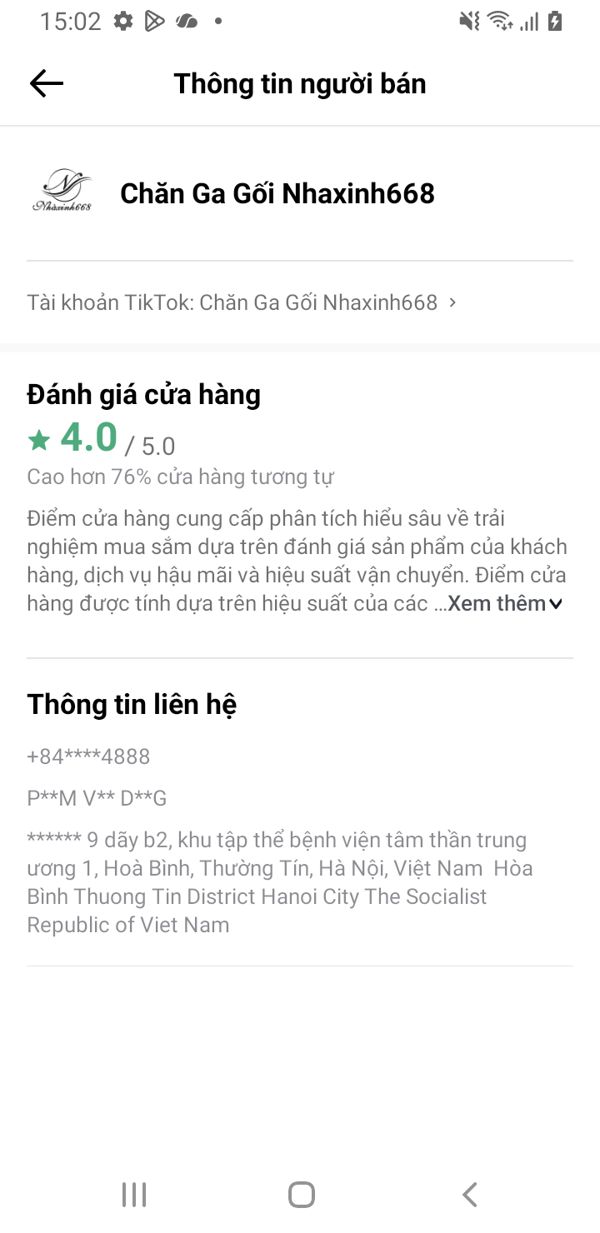 15:02
Thông tin người bán
Nhàxinh668
Chăn Ga Gối Nhaxinh668
Tài khoản TikTok: Chăn Ga Gối Nhaxinh668 >
Đánh giá cửa hàng
4.0 / 5.0
Cao hơn 76% cửa hàng tương tự
Điểm cửa hàng cung cấp phân tích hiểu sâu về trải
nghiệm mua sắm dựa trên đánh giá sản phẩm của khách
hàng, dịch vụ hậu mãi và hiệu suất vận chuyển. Điểm cửa
hàng được tính dựa trên hiệu suất của các ...Xem thêm
Thông tin liên hệ
+84****4888
P**M V** D**G
****** 9 dãy b2, khu tập thể bệnh viện tâm thần trung
ương 1, Hoà Bình, Thường Tín, Hà Nội, Việt Nam  Hòa
Bình Thuong Tin District Hanoi City The Socialist
Republic of Viet Nam